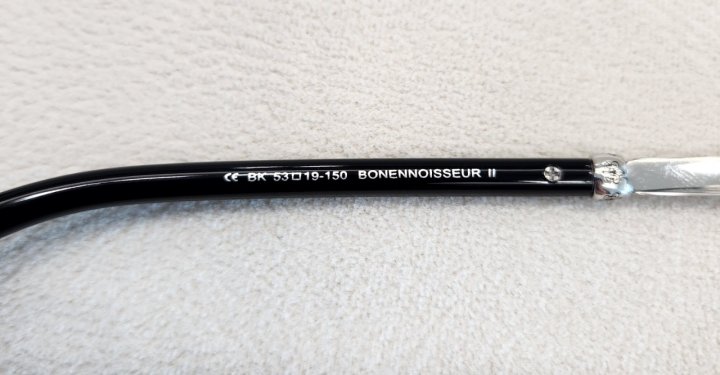 CE BK 53□19-150 BONENNOISSEUR II